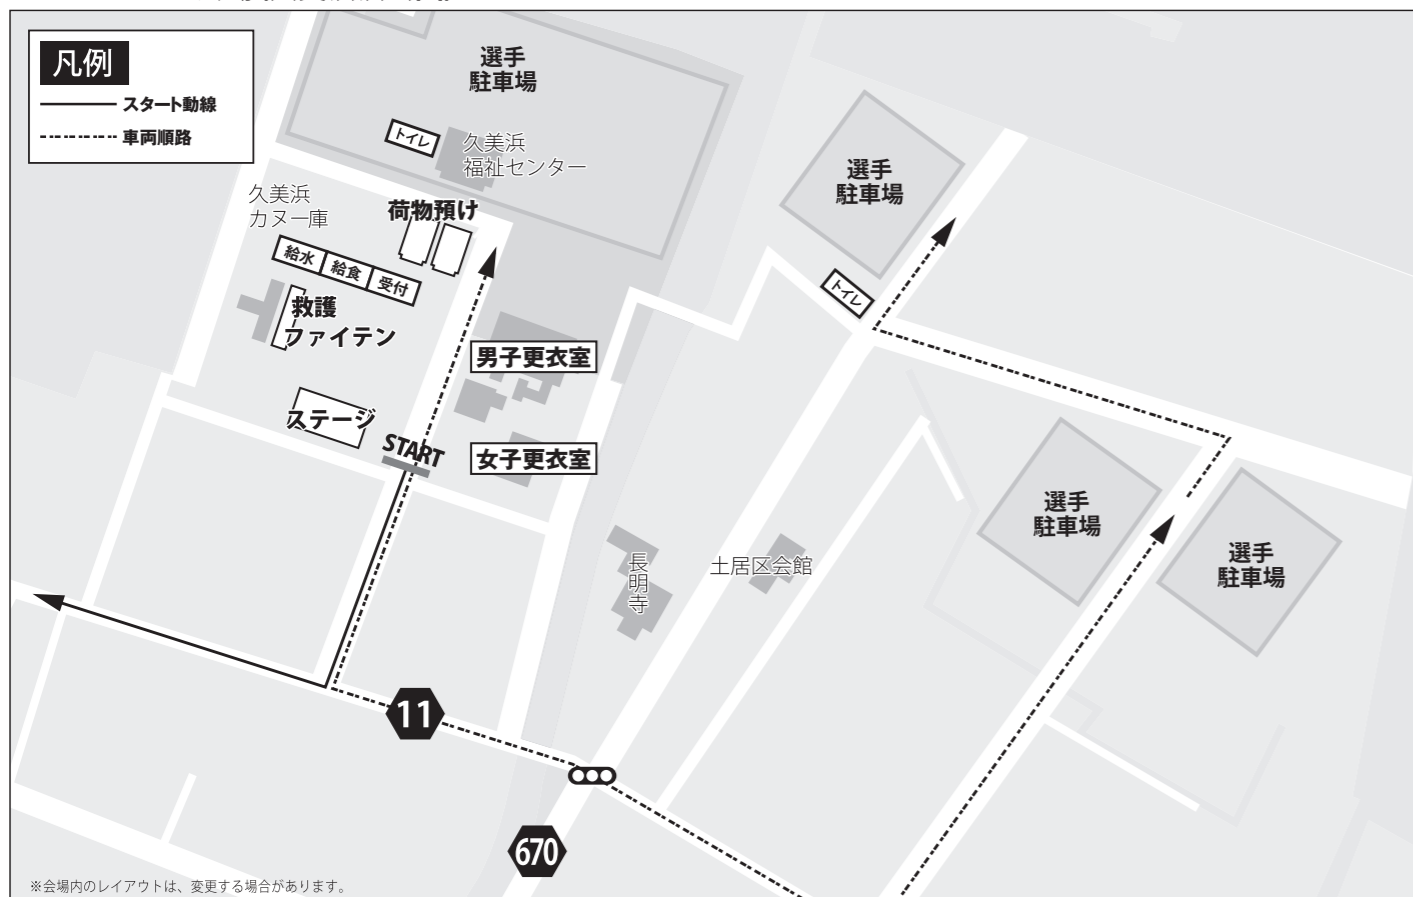 凡例
スタート動線
車両順路
選手
駐車場
トイレ
久美浜
福祉センター
久美浜
カヌー庫
荷物預け
給水
給食
受付
救護
ファイテン
男子更衣室
ステージ
START
女子更衣室
選手
駐車場
トイレ
選手
駐車場
選手
駐車場
長明寺
土居区会館
11
670
※会場内のレイアウトは、変更する場合があります。